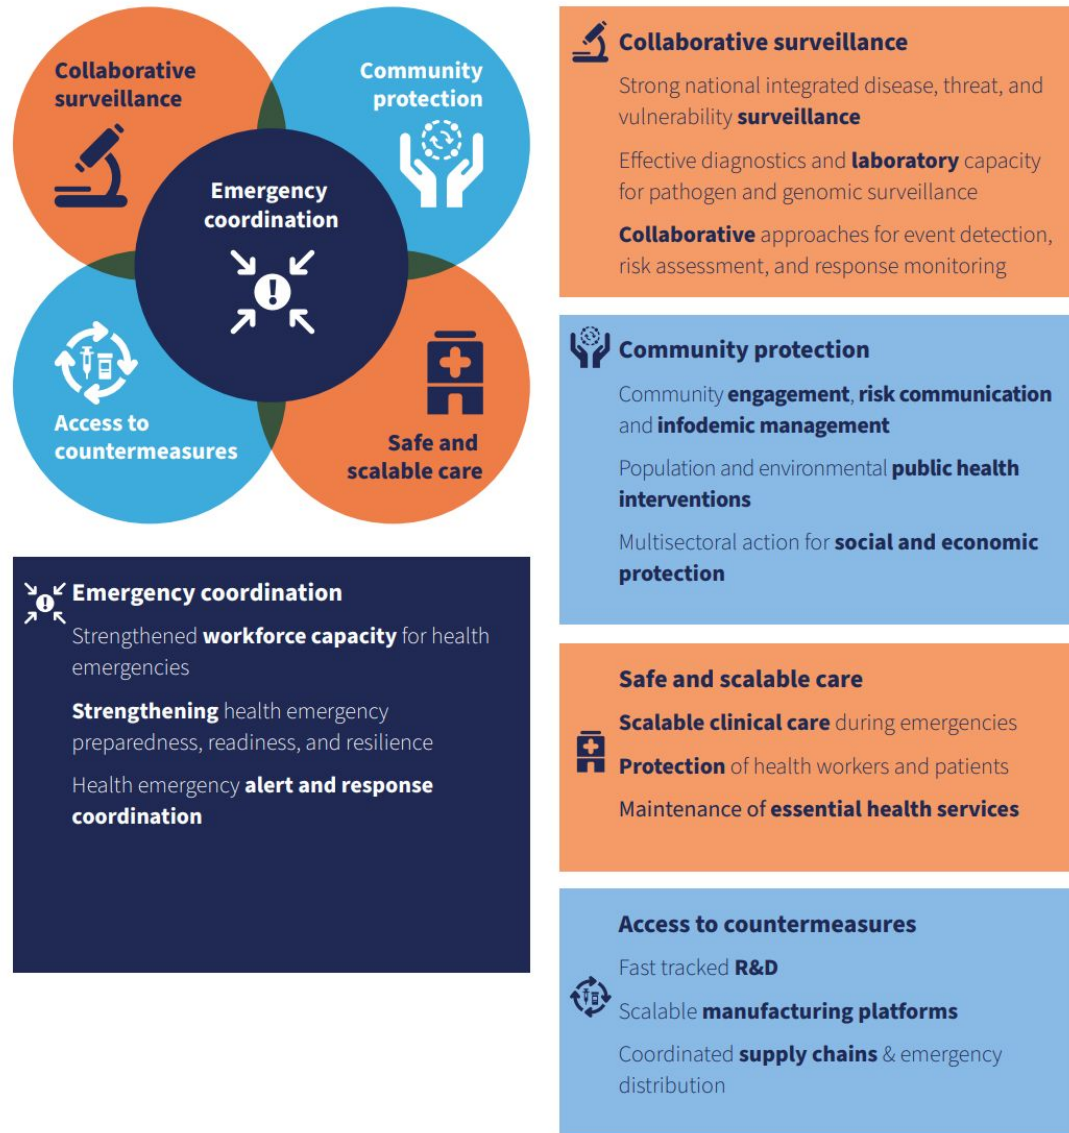 Collaborative
surveillance
Community
protection
Emergency
coordination
Access to
countermeasures
Safe and
scalable care
Emergency coordination
Strengthened workforce capacity for health
emergencies
Strengthening health emergency
preparedness, readiness, and resilience
Health emergency alert and response
coordination
Collaborative surveillance
Strong national integrated disease, threat, and
vulnerability surveillance
Effective diagnostics and laboratory capacity
for pathogen and genomic surveillance
Collaborative approaches for event detection,
risk assessment, and response monitoring
Community protection
Community engagement, risk communication
and infodemic management
Population and environmental public health
interventions
Multisectoral action for social and economic
protection
Safe and scalable care
Scalable clinical care during emergencies
Protection of health workers and patients
Maintenance of essential health services
Access to countermeasures
Fast tracked R&D
Scalable manufacturing platforms
Coordinated supply chains & emergency
distribution